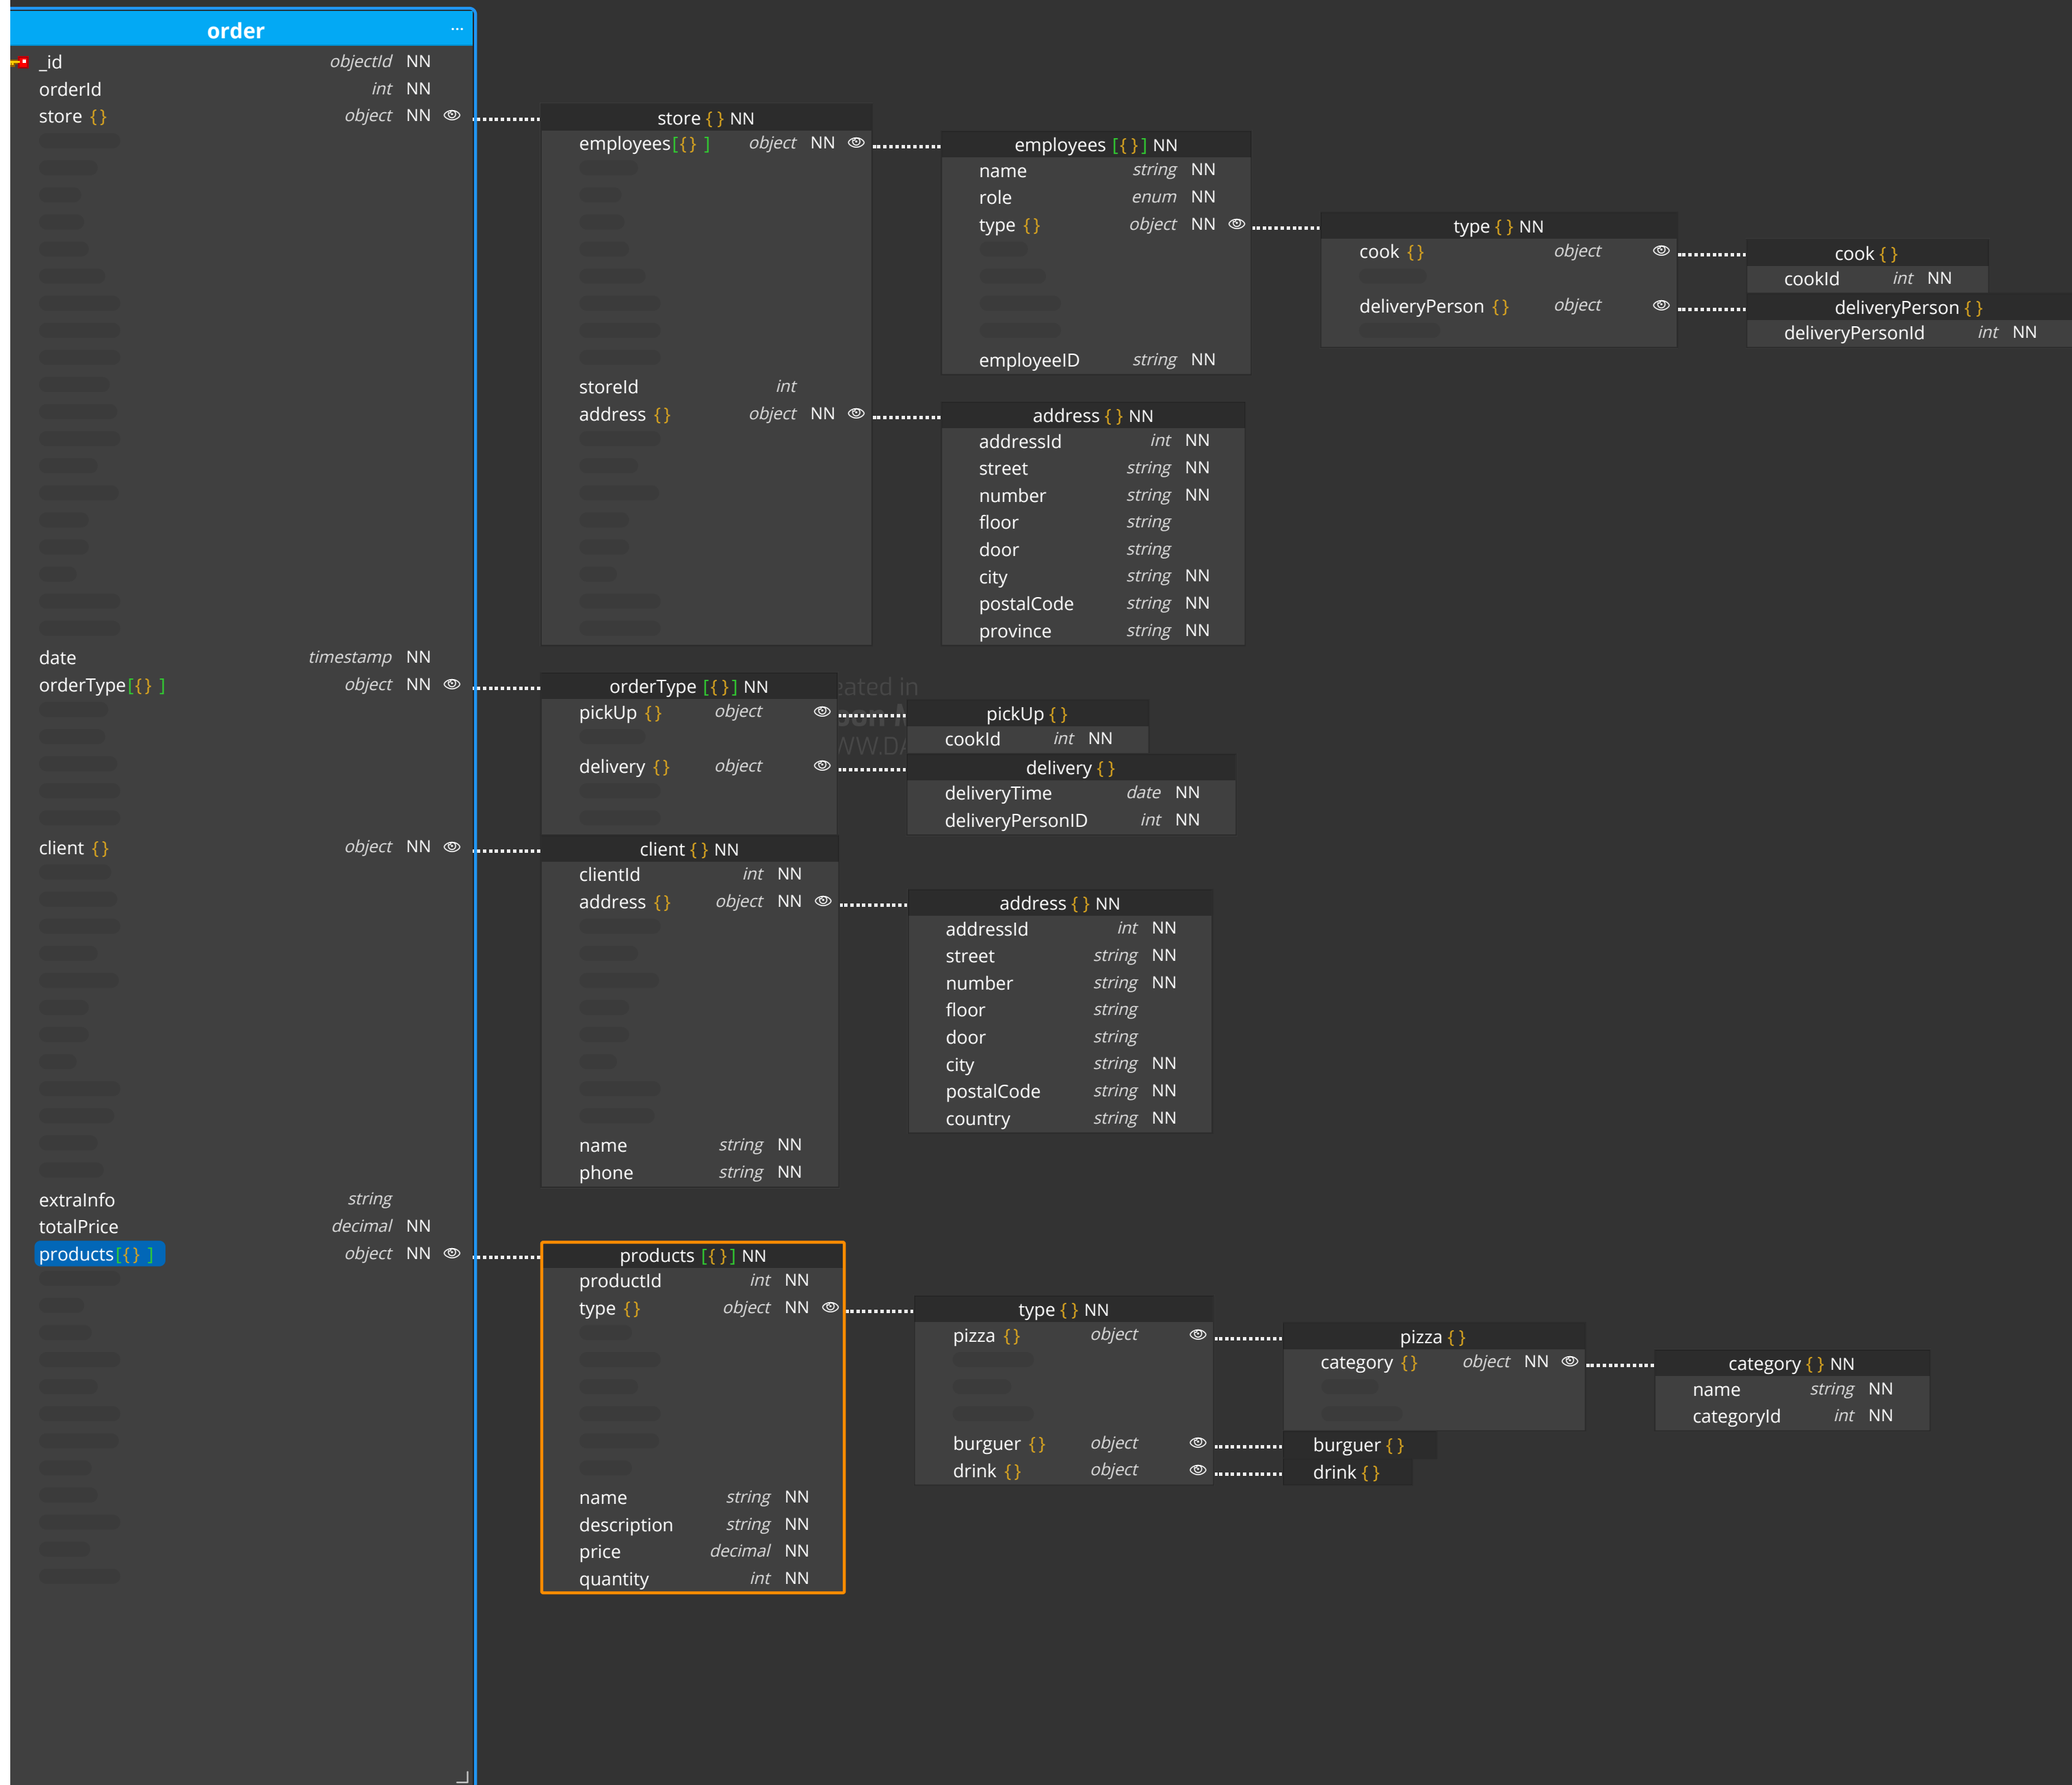 order ...
_id objectId NN
orderId int NN
store {} object NN
store {} NN
employees[{} ] object NN
employees [{}] NN
name string NN
role enum NN
type {} object NN
type {} NN
cook {} object
cook {}
cookId int NN
deliveryPerson {} object
deliveryPerson {}
deliveryPersonId int NN
employeeID string NN
storeId int
address {} object NN
address {} NN
addressId int NN
street string NN
number string NN
floor string
door string
city string NN
postalCode string NN
province string NN
date timestamp NN
orderType[{} ] object NN
orderType [{}] NN
pickUp {} object
pickUp {}
cookId int NN
delivery {} object
delivery {}
deliveryTime date NN
deliveryPersonID int NN
client {} object NN
client {} NN
clientId int NN
address {} object NN
address {} NN
addressId int NN
street string NN
number string NN
floor string
door string
city string NN
postalCode string NN
country string NN
name string NN
phone string NN
extraInfo string
totalPrice decimal NN
products[{} ] object NN
products [{}] NN
productId int NN
type {} object NN
type {} NN
pizza {} object
pizza {}
category {} object NN
category {} NN
name string NN
categoryId int NN
burguer {} object
burguer {}
drink {} object
drink {}
name string NN
description string NN
price decimal NN
quantity int NN